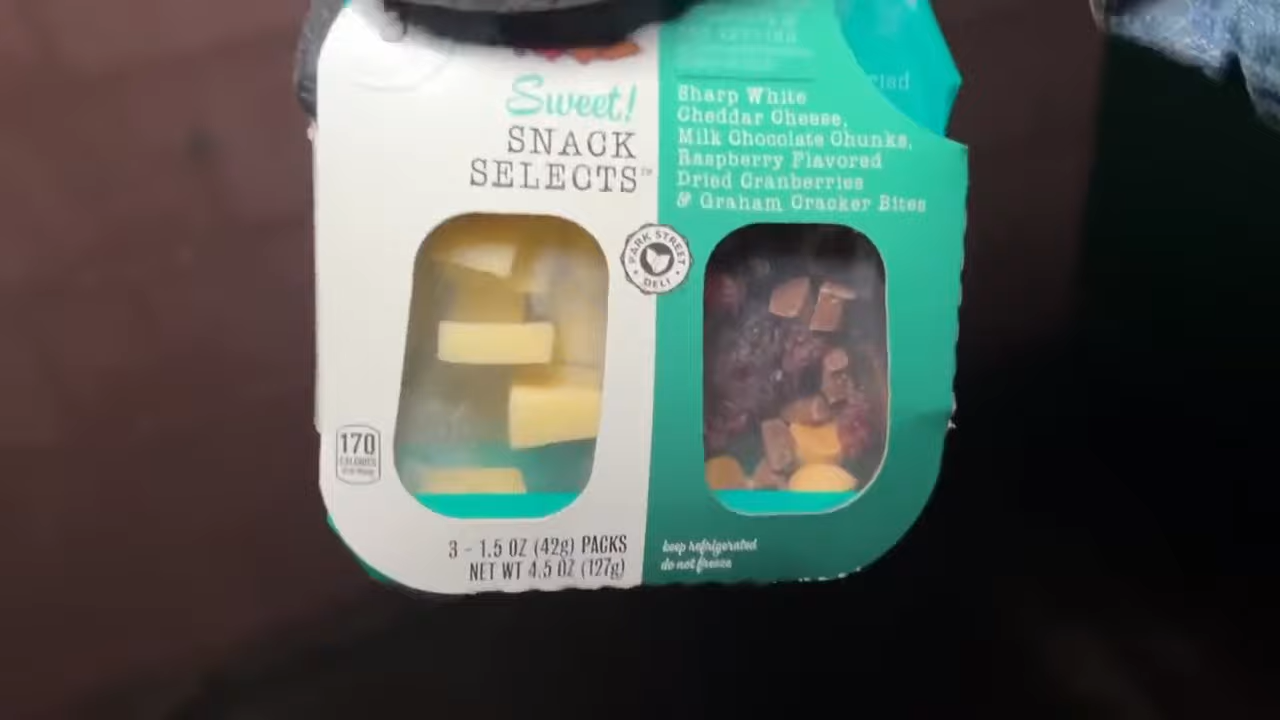 Sweet!
SNACK
SELECTS™
Sharp White
Cheddar Cheese,
Milk Chocolate Chunks,
Raspberry Flavored
Dried Cranberries
& Graham Cracker Bites
PARK STREET
DELI
170
CALORIES
3 - 1.5 OZ (42g) PACKS
NET WT 4.5 OZ (127g)
keep refrigerated
do not freeze